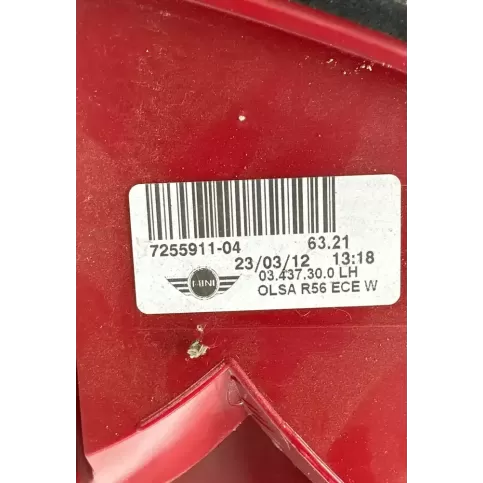 7255911-04 63.21
23/03/12 13:18
03.437.30.0 LH
MINI OLSA R56 ECE W